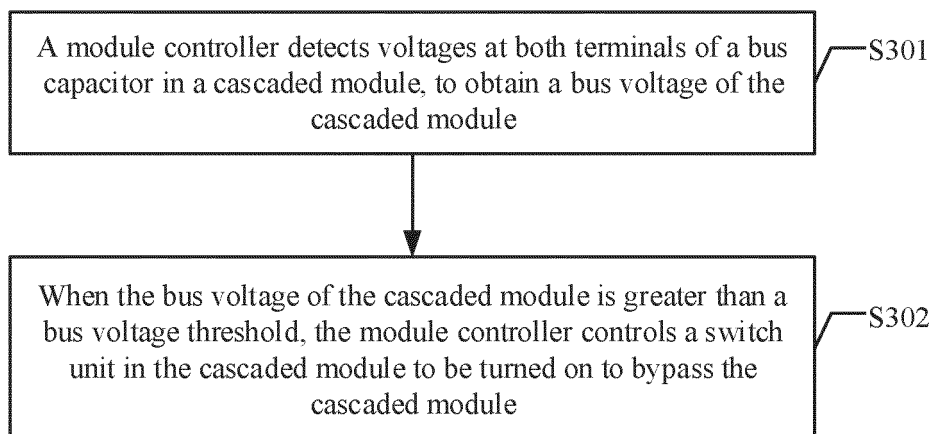 A module controller detects voltages at both terminals of a bus
capacitor in a cascaded module, to obtain a bus voltage of the
cascaded module
S301
When the bus voltage of the cascaded module is greater than a
bus voltage threshold, the module controller controls a switch
unit in the cascaded module to be turned on to bypass the
cascaded module
S302